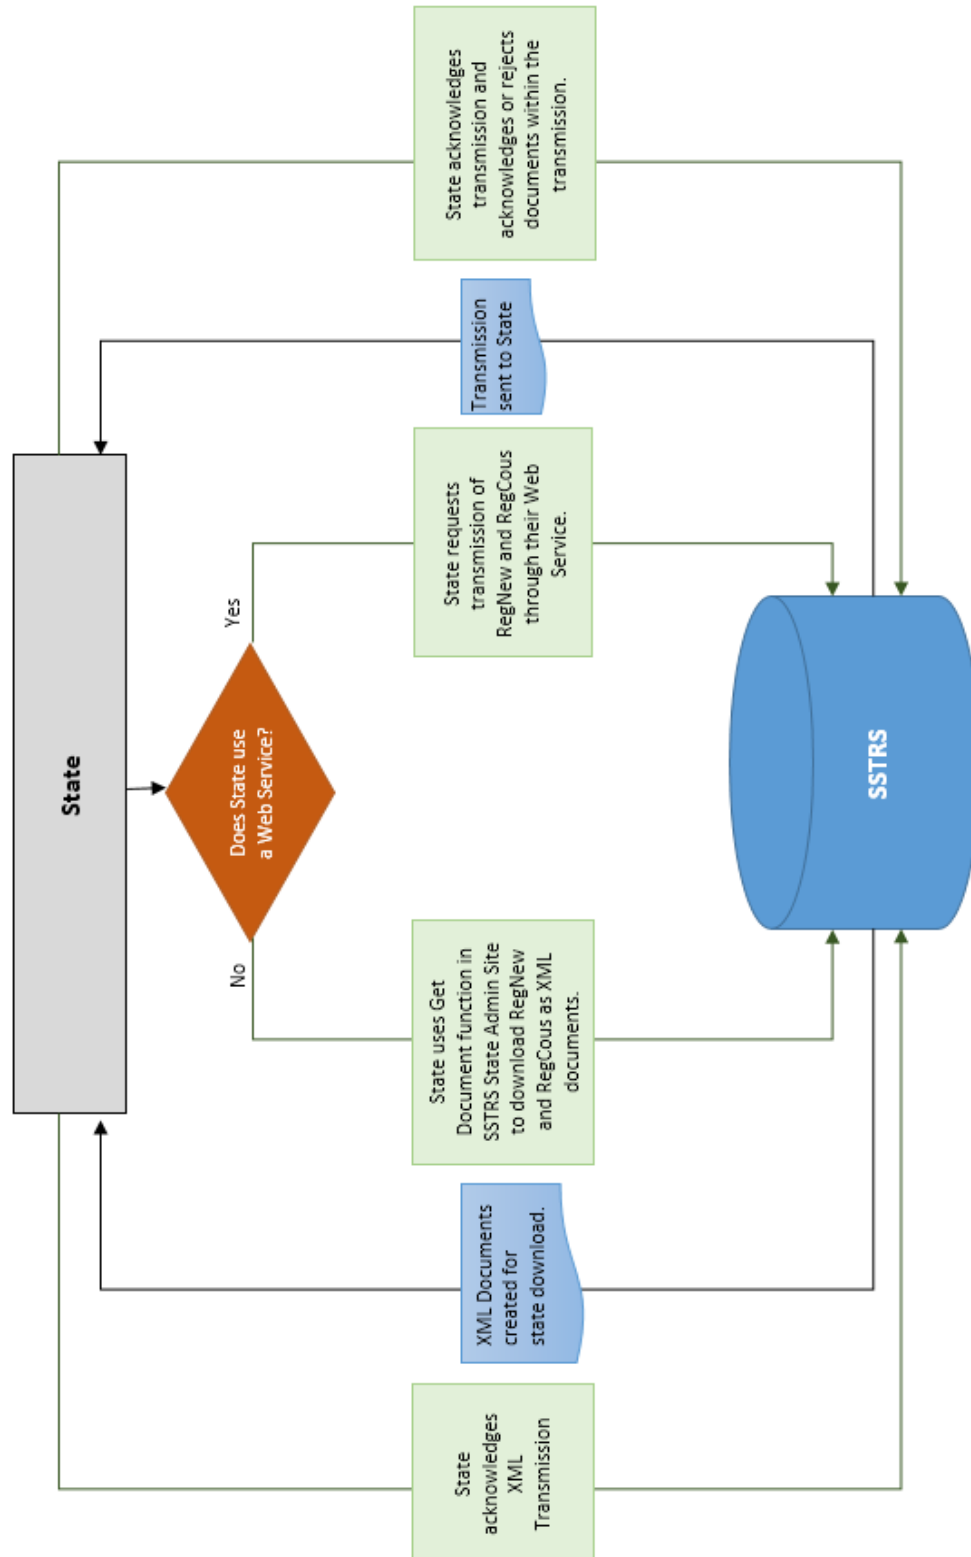 State
Does State use
a Web Service?
No
Yes
State
acknowledges
XML
Transmission
XML Documents
created for
state download.
State uses Get
Document function in
SSTRS State Admin Site
to download RegNew
and RegCous as XML
documents.
State requests
transmission of
RegNew and RegCous
through their Web
Service.
Transmission
sent to State
State acknowledges
transmission and
acknowledges or rejects
documents within the
transmission.
SSTRS